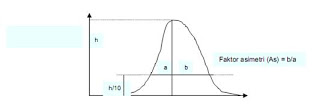 h
a b
Faktor asimetri (As) = b/a
h/10